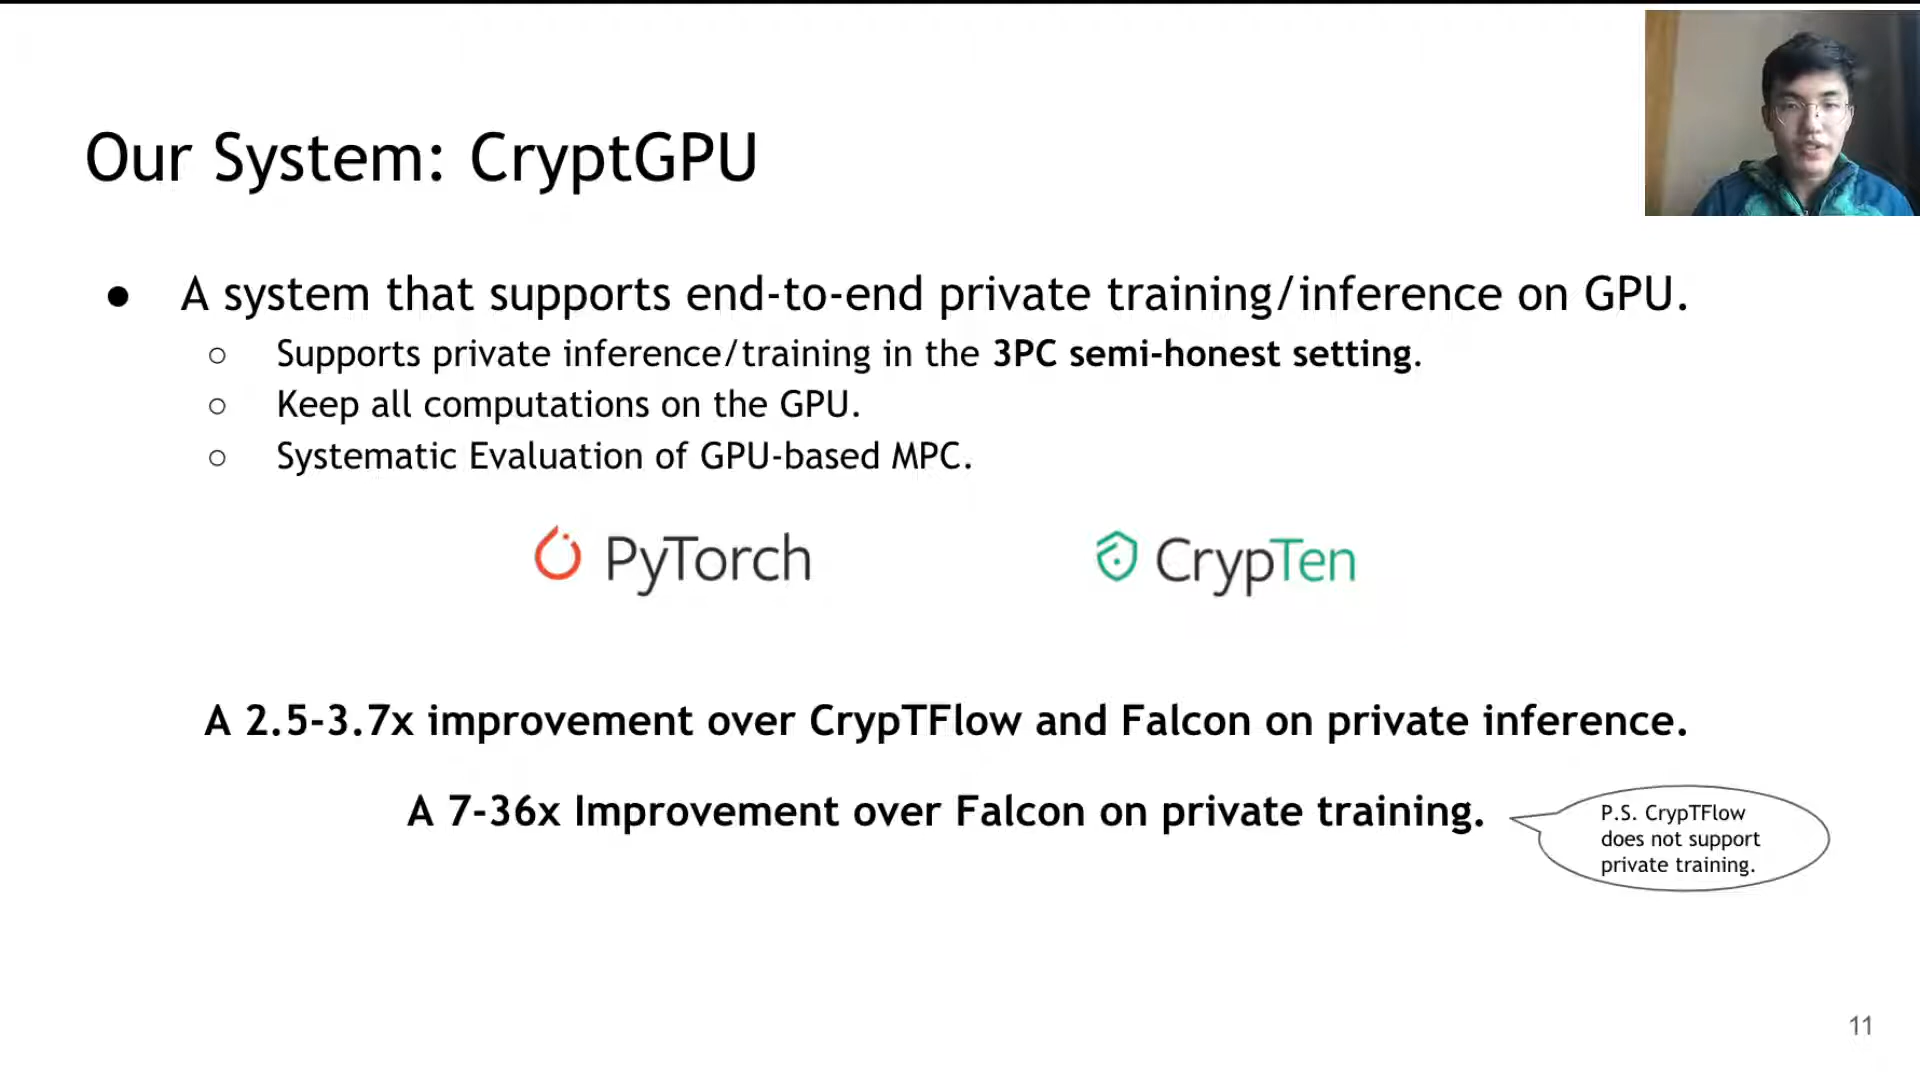 Our System: CryptGPU
● A system that supports end-to-end private training/inference on GPU.
○ Supports private inference/training in the 3PC semi-honest setting.
○ Keep all computations on the GPU.
○ Systematic Evaluation of GPU-based MPC.
PyTorch
CrypTen
A 2.5-3.7x improvement over CrypTFlow and Falcon on private inference.
A 7-36x Improvement over Falcon on private training.
P.S. CrypTFlow
does not support
private training.
11